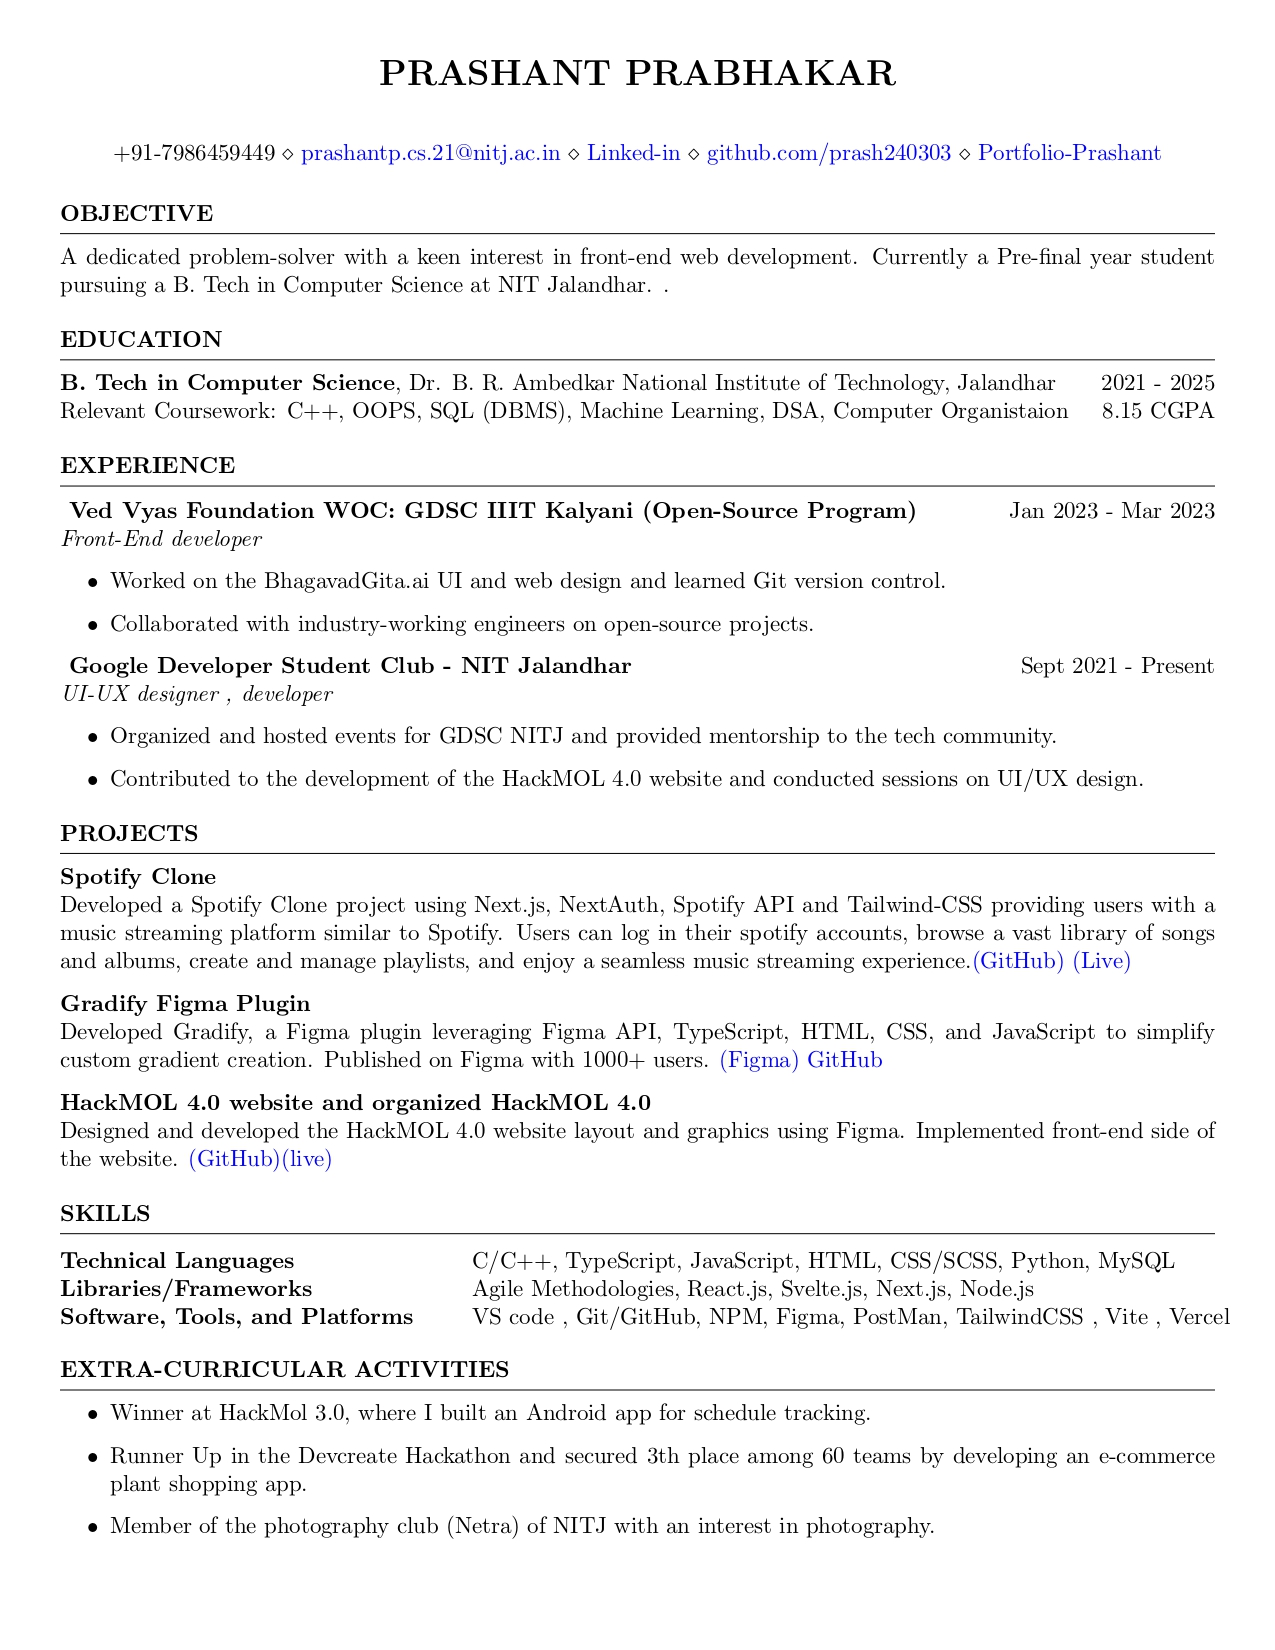 PRASHANT PRABHAKAR
+91-7986459449 ⋄ prashantp.cs.21@nitj.ac.in ⋄ Linked-in ⋄ github.com/prash240303 ⋄ Portfolio-Prashant
OBJECTIVE
A dedicated problem-solver with a keen interest in front-end web development. Currently a Pre-final year student
pursuing a B. Tech in Computer Science at NIT Jalandhar. .
EDUCATION
B. Tech in Computer Science, Dr. B. R. Ambedkar National Institute of Technology, Jalandhar 2021 - 2025
Relevant Coursework: C++, OOPS, SQL (DBMS), Machine Learning, DSA, Computer Organistaion 8.15 CGPA
EXPERIENCE
Ved Vyas Foundation WOC: GDSC IIIT Kalyani (Open-Source Program) Jan 2023 - Mar 2023
Front-End developer
• Worked on the BhagavadGita.ai UI and web design and learned Git version control.
• Collaborated with industry-working engineers on open-source projects.
Google Developer Student Club - NIT Jalandhar Sept 2021 - Present
UI-UX designer , developer
• Organized and hosted events for GDSC NITJ and provided mentorship to the tech community.
• Contributed to the development of the HackMOL 4.0 website and conducted sessions on UI/UX design.
PROJECTS
Spotify Clone
Developed a Spotify Clone project using Next.js, NextAuth, Spotify API and Tailwind-CSS providing users with a
music streaming platform similar to Spotify. Users can log in their spotify accounts, browse a vast library of songs
and albums, create and manage playlists, and enjoy a seamless music streaming experience.(GitHub) (Live)
Gradify Figma Plugin
Developed Gradify, a Figma plugin leveraging Figma API, TypeScript, HTML, CSS, and JavaScript to simplify
custom gradient creation. Published on Figma with 1000+ users. (Figma) GitHub
HackMOL 4.0 website and organized HackMOL 4.0
Designed and developed the HackMOL 4.0 website layout and graphics using Figma. Implemented front-end side of
the website. (GitHub)(live)
SKILLS
Technical Languages C/C++, TypeScript, JavaScript, HTML, CSS/SCSS, Python, MySQL
Libraries/Frameworks Agile Methodologies, React.js, Svelte.js, Next.js, Node.js
Software, Tools, and Platforms VS code , Git/GitHub, NPM, Figma, PostMan, TailwindCSS , Vite , Vercel
EXTRA-CURRICULAR ACTIVITIES
• Winner at HackMol 3.0, where I built an Android app for schedule tracking.
• Runner Up in the Devcreate Hackathon and secured 3th place among 60 teams by developing an e-commerce
plant shopping app.
• Member of the photography club (Netra) of NITJ with an interest in photography.